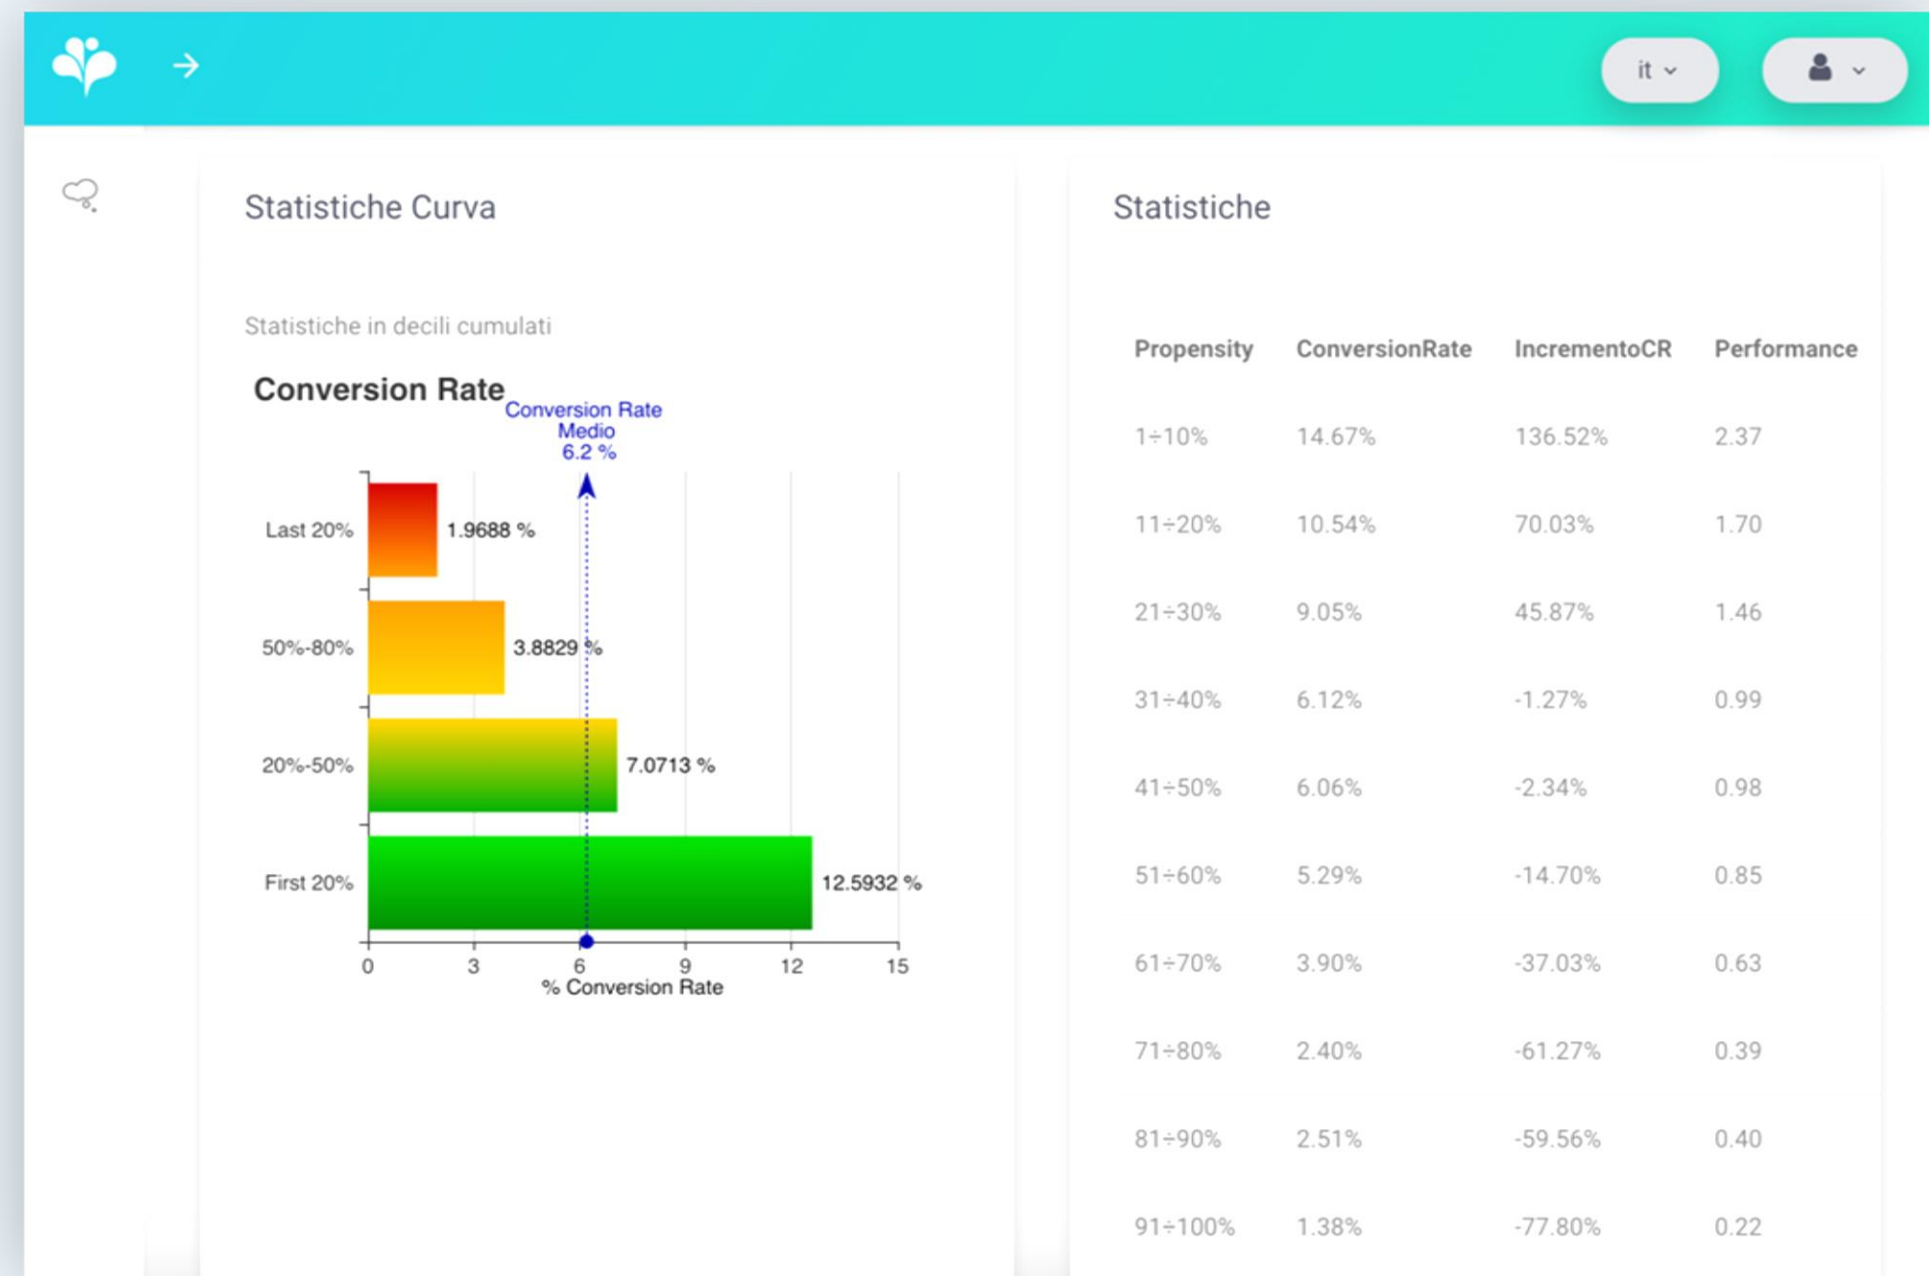 it
Statistiche Curva
Statistiche in decili cumulati
Conversion Rate
Conversion Rate
Medio
6.2 %
Last 20%
1.9688 %
50%-80%
3.8829 %
20%-50%
7.0713 %
First 20%
12.5932 %
0 3 6 9 12 15
% Conversion Rate
Statistiche
Propensity ConversionRate IncrementoCR Performance
1÷10% 14.67% 136.52% 2.37
11÷20% 10.54% 70.03% 1.70
21÷30% 9.05% 45.87% 1.46
31÷40% 6.12% -1.27% 0.99
41÷50% 6.06% -2.34% 0.98
51÷60% 5.29% -14.70% 0.85
61÷70% 3.90% -37.03% 0.63
71÷80% 2.40% -61.27% 0.39
81÷90% 2.51% -59.56% 0.40
91÷100% 1.38% -77.80% 0.22